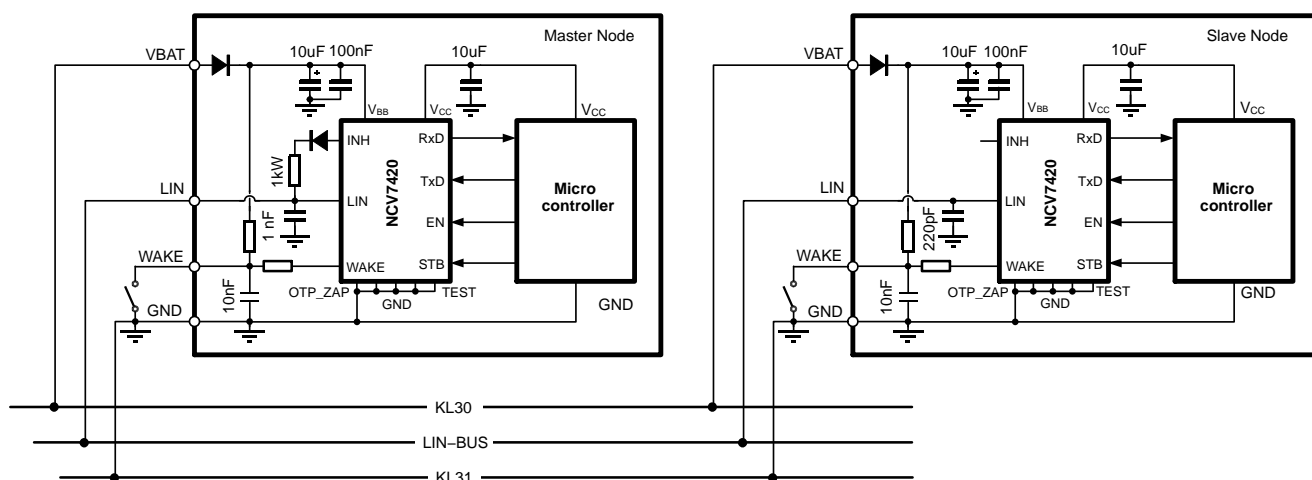 Master Node
VBAT
10uF 100nF
10uF
VBB
VCC
VCC
INH
RxD
1kW
LIN
LIN
TxD
NCV7420
Micro
controller
1 nF
EN
WAKE
WAKE
STB
10nF
OTP_ZAP
GND
TEST
GND
GND
Slave Node
VBAT
10uF 100nF
10uF
VBB
VCC
VCC
INH
RxD
LIN
LIN
TxD
NCV7420
Micro
controller
220pF
EN
WAKE
WAKE
STB
10nF
OTP_ZAP
GND
TEST
GND
GND
KL30
LIN–BUS
KL31